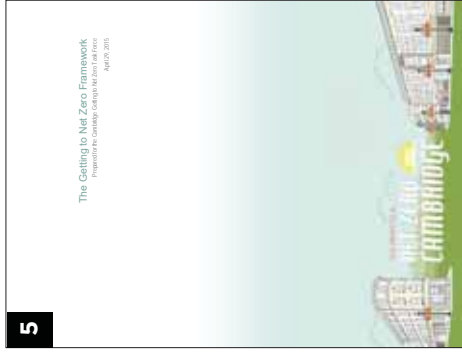 5
The Getting to Net Zero Framework
Prepared for the Cambridge Getting to Net Zero Task Force
April 29, 2015
NET ZERO
CAMBRIDGE